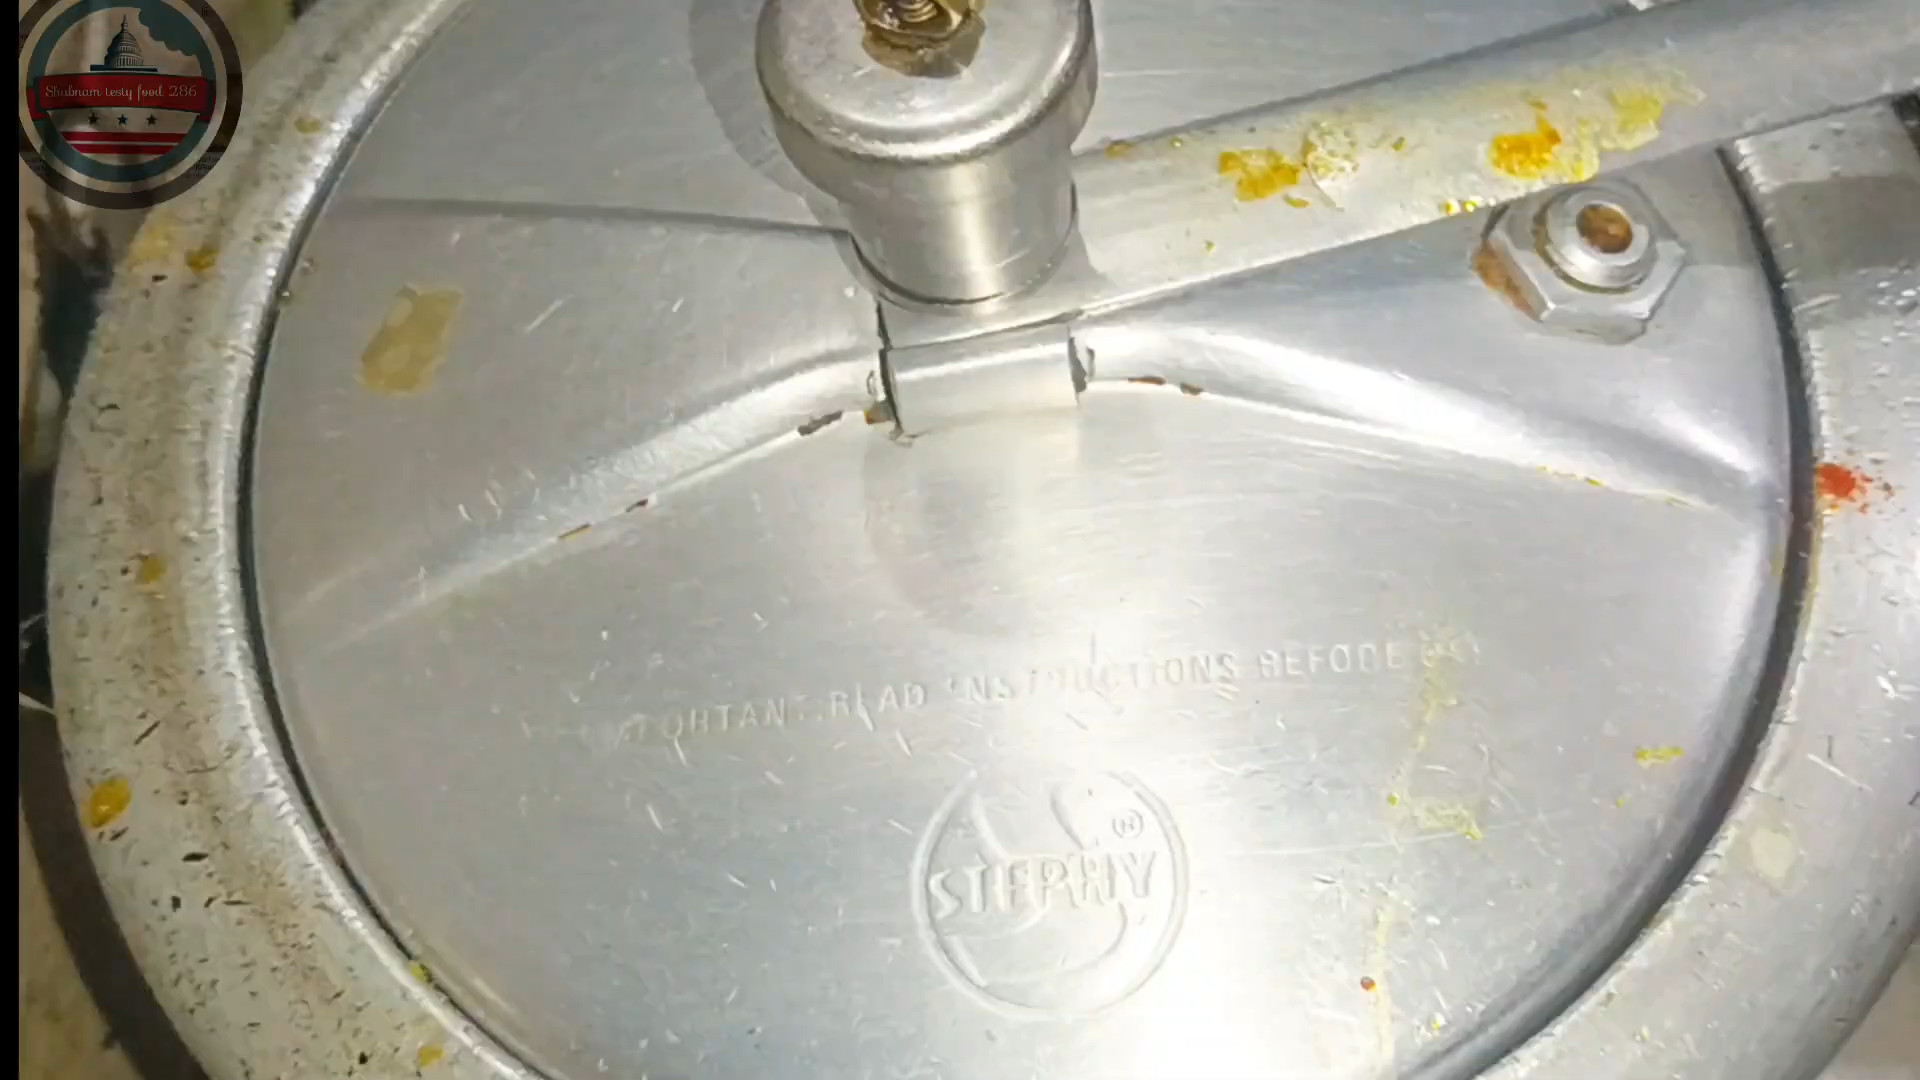 Shabnam testy food 286
IMPORTANT: READ INSTRUCTIONS BEFORE USE
STEPHY
®